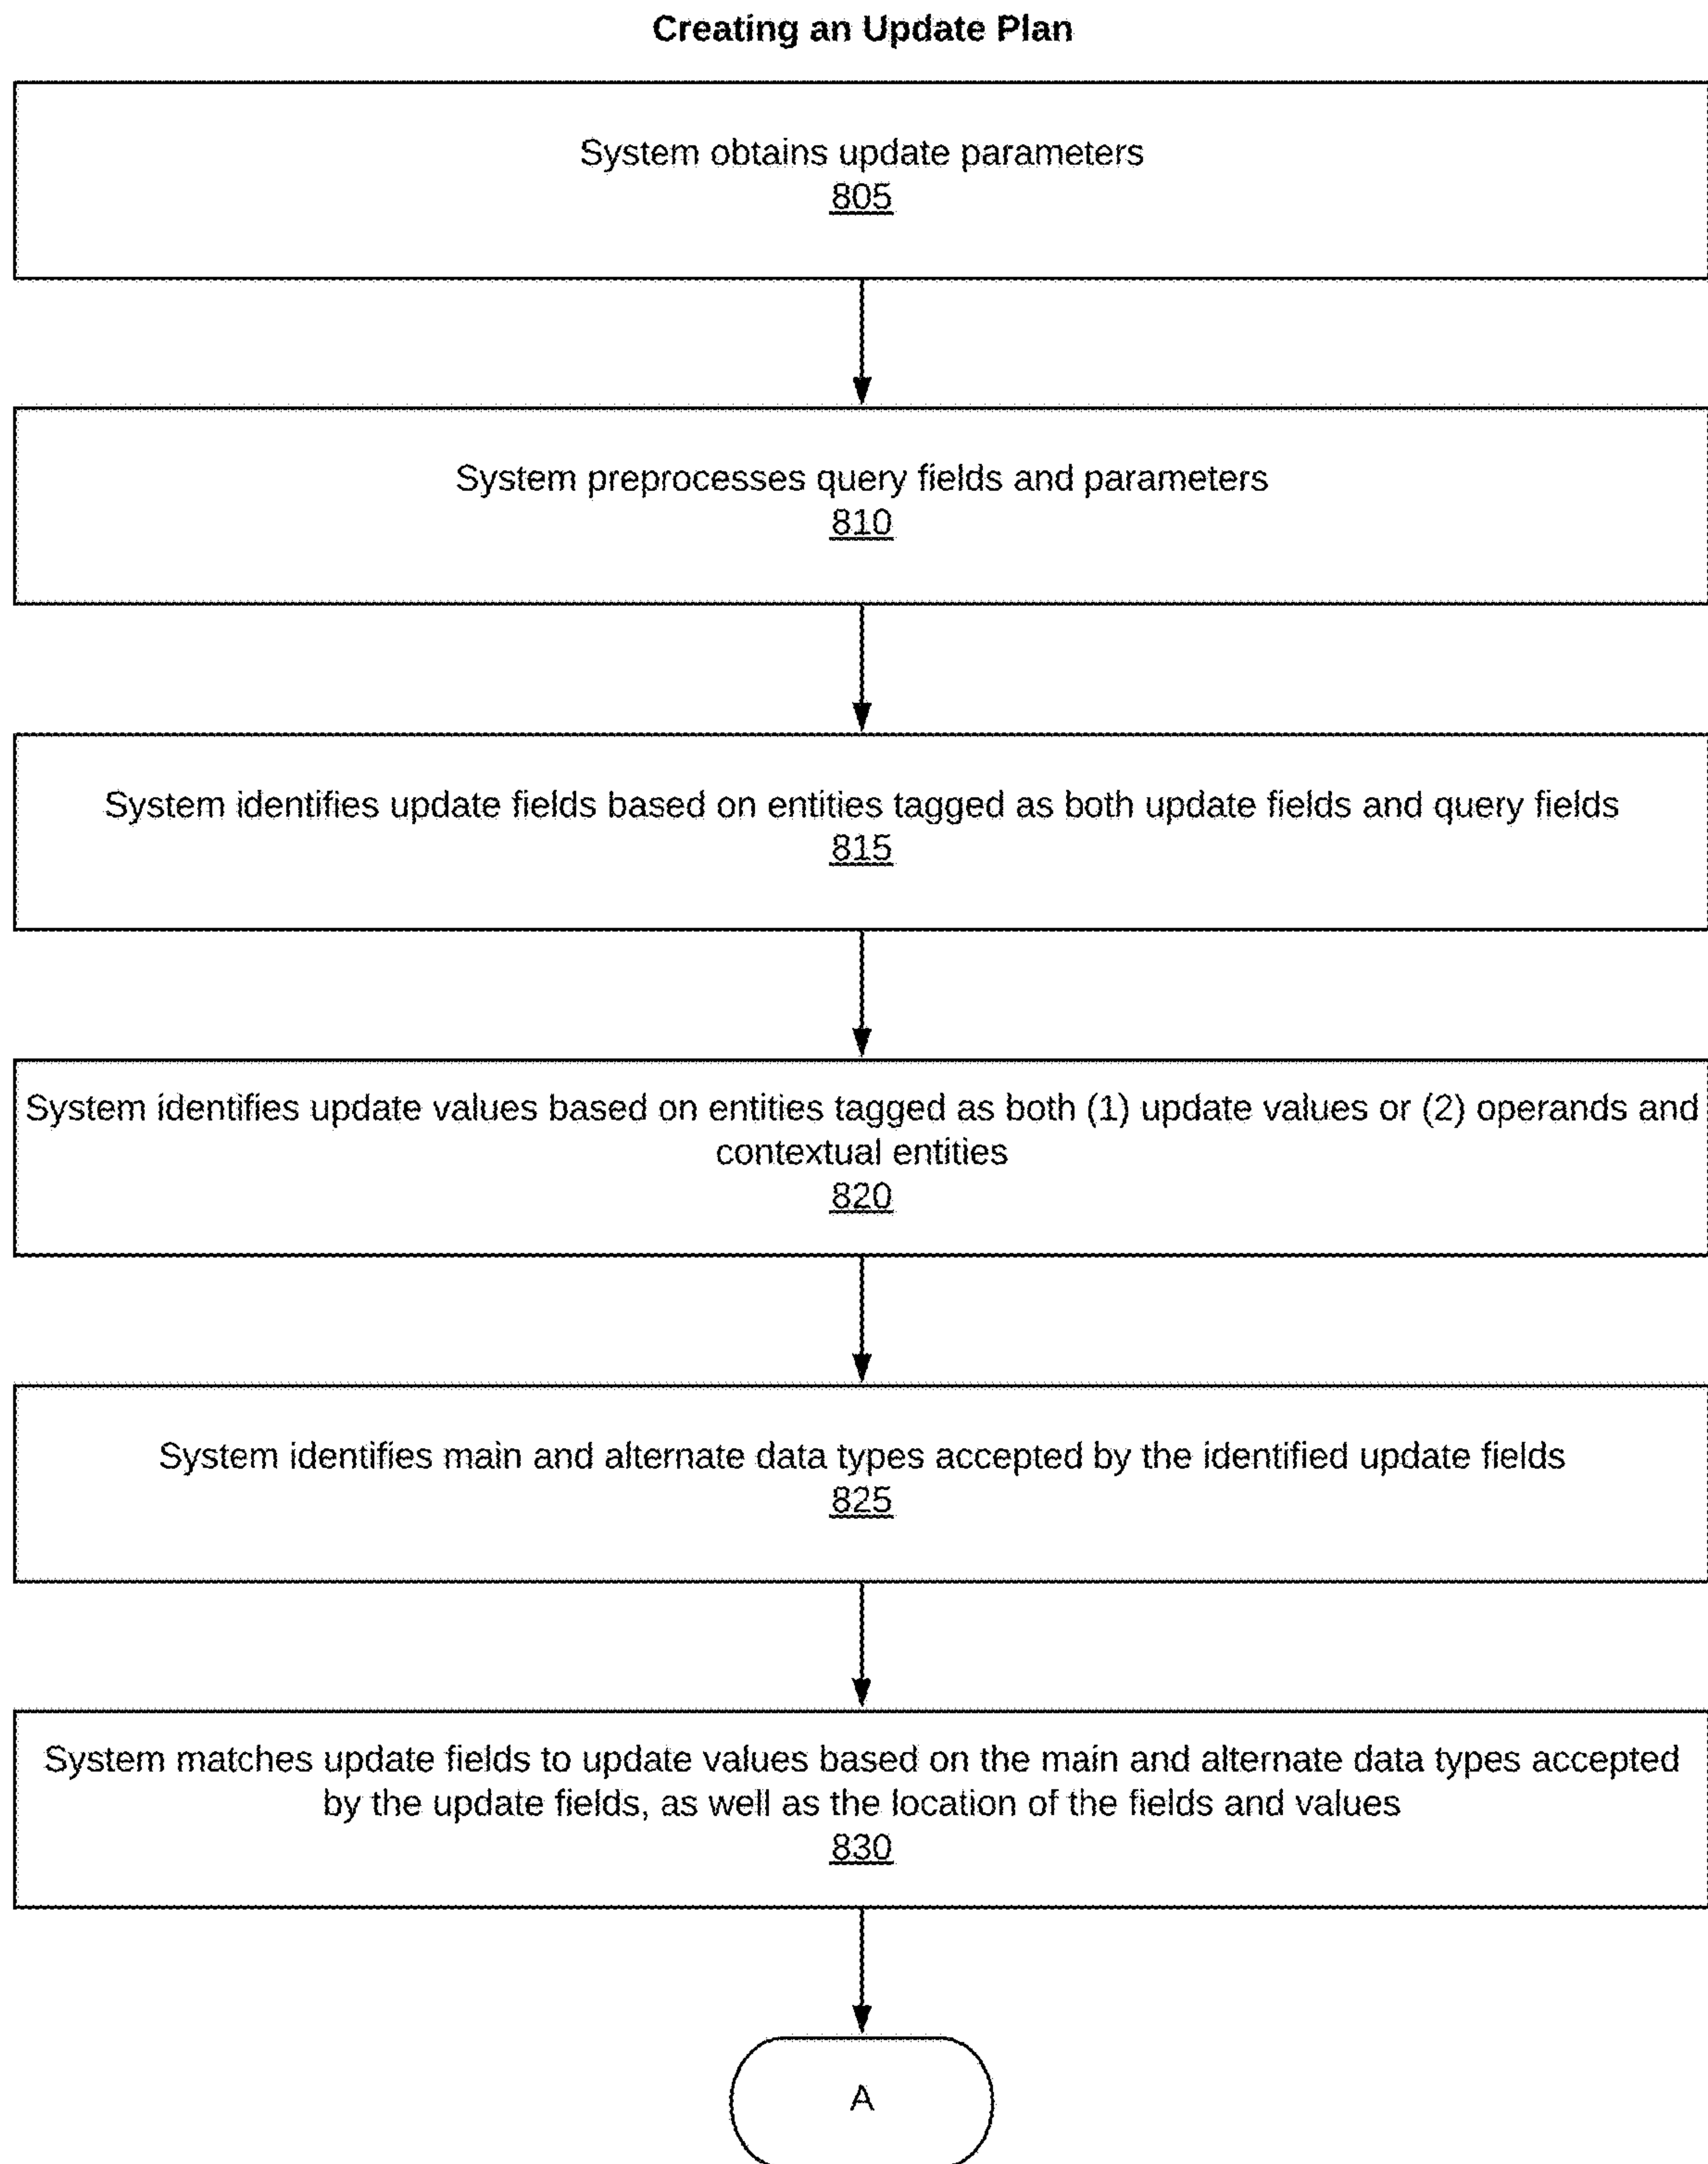 Creating an Update Plan
System obtains update parameters
805
System preprocesses query fields and parameters
810
System identifies update fields based on entities tagged as both update fields and query fields
815
System identifies update values based on entities tagged as both (1) update values or (2) operands and
contextual entities
820
System identifies main and alternate data types accepted by the identified update fields
825
System matches update fields to update values based on the main and alternate data types accepted
by the update fields, as well as the location of the fields and values
830
A